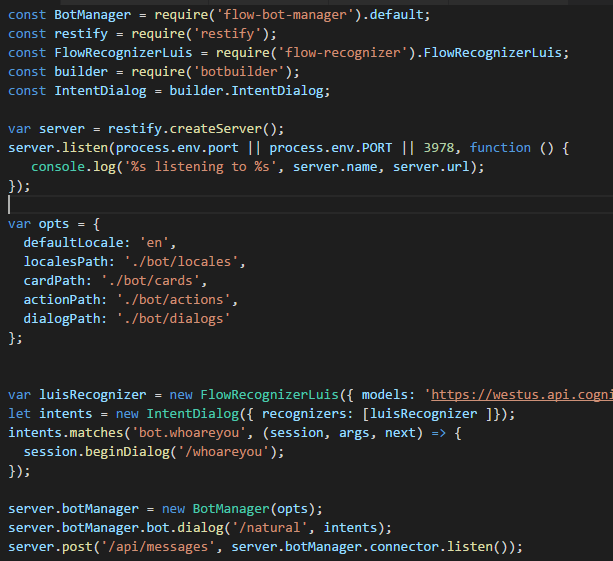 const BotManager = require('flow-bot-manager').default;
const restify = require('restify');
const FlowRecognizerLuis = require('flow-recognizer').FlowRecognizerLuis;
const builder = require('botbuilder');
const IntentDialog = builder.IntentDialog;

var server = restify.createServer();
server.listen(process.env.port || process.env.PORT || 3978, function () {
   console.log('%s listening to %s', server.name, server.url);
});

var opts = {
  defaultLocale: 'en',
  localesPath: './bot/locales',
  cardPath: './bot/cards',
  actionPath: './bot/actions',
  dialogPath: './bot/dialogs'
};


var luisRecognizer = new FlowRecognizerLuis({ models: 'https://westus.api.cogni
let intents = new IntentDialog({ recognizers: [luisRecognizer ]});
intents.matches('bot.whoareyou', (session, args, next) => {
  session.beginDialog('/whoareyou');
});

server.botManager = new BotManager(opts);
server.botManager.bot.dialog('/natural', intents);
server.post('/api/messages', server.botManager.connector.listen());